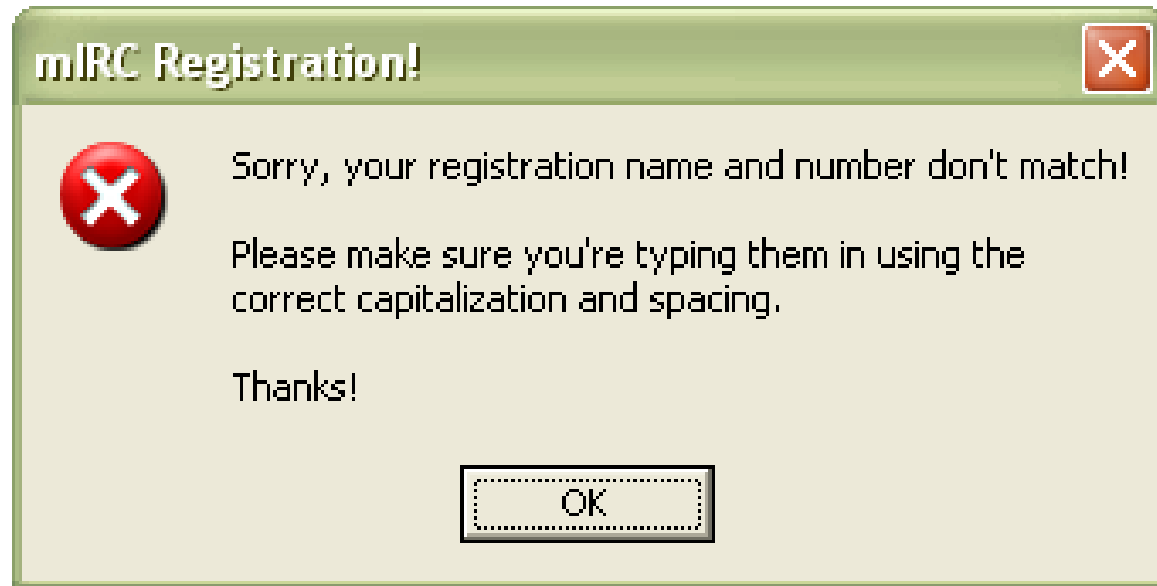 mIRC Registration!
Sorry, your registration name and number don't match!
Please make sure you're typing them in using the
correct capitalization and spacing.
Thanks!
OK